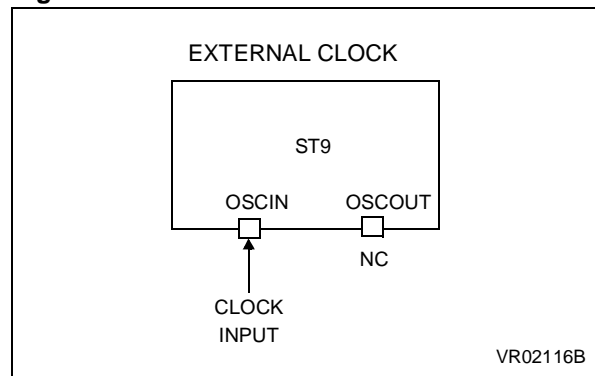 EXTERNAL CLOCK
ST9
OSCIN OSCOUT
NC
CLOCK
INPUT
VR02116B